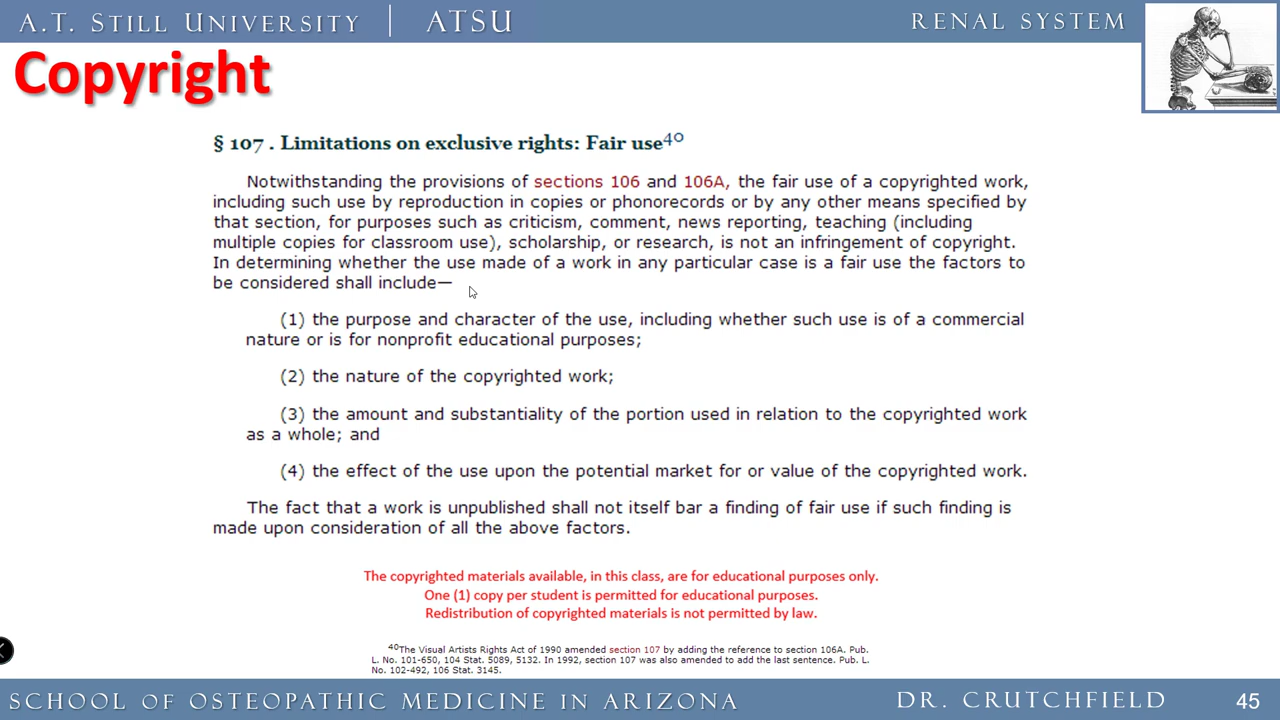 A.T. STILL UNIVERSITY | ATSU
RENAL SYSTEM
Copyright
§ 107 . Limitations on exclusive rights: Fair use40
Notwithstanding the provisions of sections 106 and 106A, the fair use of a copyrighted work,
including such use by reproduction in copies or phonorecords or by any other means specified by
that section, for purposes such as criticism, comment, news reporting, teaching (including
multiple copies for classroom use), scholarship, or research, is not an infringement of copyright.
In determining whether the use made of a work in any particular case is a fair use the factors to
be considered shall include—
(1) the purpose and character of the use, including whether such use is of a commercial
nature or is for nonprofit educational purposes;
(2) the nature of the copyrighted work;
(3) the amount and substantiality of the portion used in relation to the copyrighted work
as a whole; and
(4) the effect of the use upon the potential market for or value of the copyrighted work.
The fact that a work is unpublished shall not itself bar a finding of fair use if such finding is
made upon consideration of all the above factors.
The copyrighted materials available, in this class, are for educational purposes only.
One (1) copy per student is permitted for educational purposes.
Redistribution of copyrighted materials is not permitted by law.
40The Visual Artists Rights Act of 1990 amended section 107 by adding the reference to section 106A. Pub.
L. No. 101-650, 104 Stat. 5089, 5132. In 1992, section 107 was also amended to add the last sentence. Pub. L.
No. 102-492, 106 Stat. 3145.
SCHOOL OF OSTEOPATHIC MEDICINE IN ARIZONA
DR. CRUTCHFIELD
45